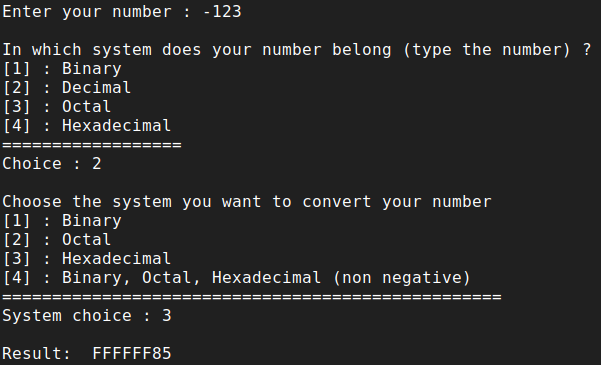 Enter your number : -123
In which system does your number belong (type the number) ?
[1] : Binary
[2] : Decimal
[3] : Octal
[4] : Hexadecimal
==================
Choice : 2
Choose the system you want to convert your number
[1] : Binary
[2] : Octal
[3] : Hexadecimal
[4] : Binary, Octal, Hexadecimal (non negative)
==================================================
System choice : 3
Result:  FFFFFF85